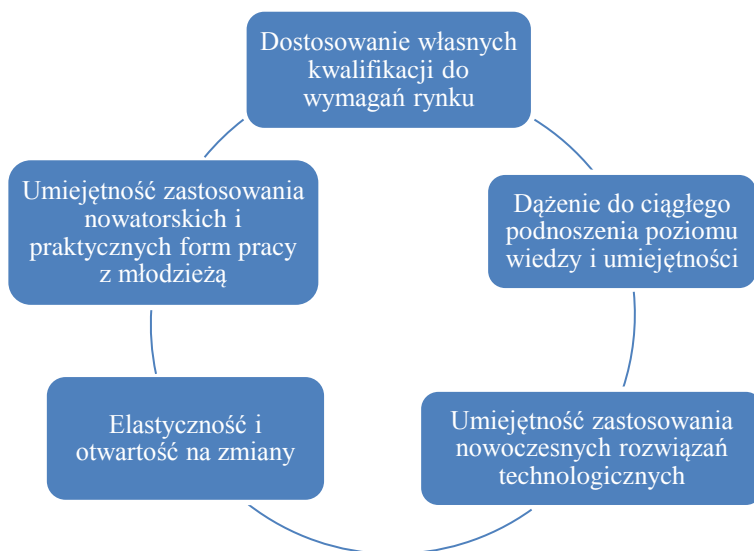 Dostosowanie własnych
kwalifikacji do
wymagań rynku
Dążenie do ciągłego
podnoszenia poziomu
wiedzy i umiejętności
Umiejętność zastosowania
nowoczesnych rozwiązań
technologicznych
Elastyczność i
otwartość na zmiany
Umiejętność zastosowania
nowatorskich i
praktycznych form pracy
z młodzieżą